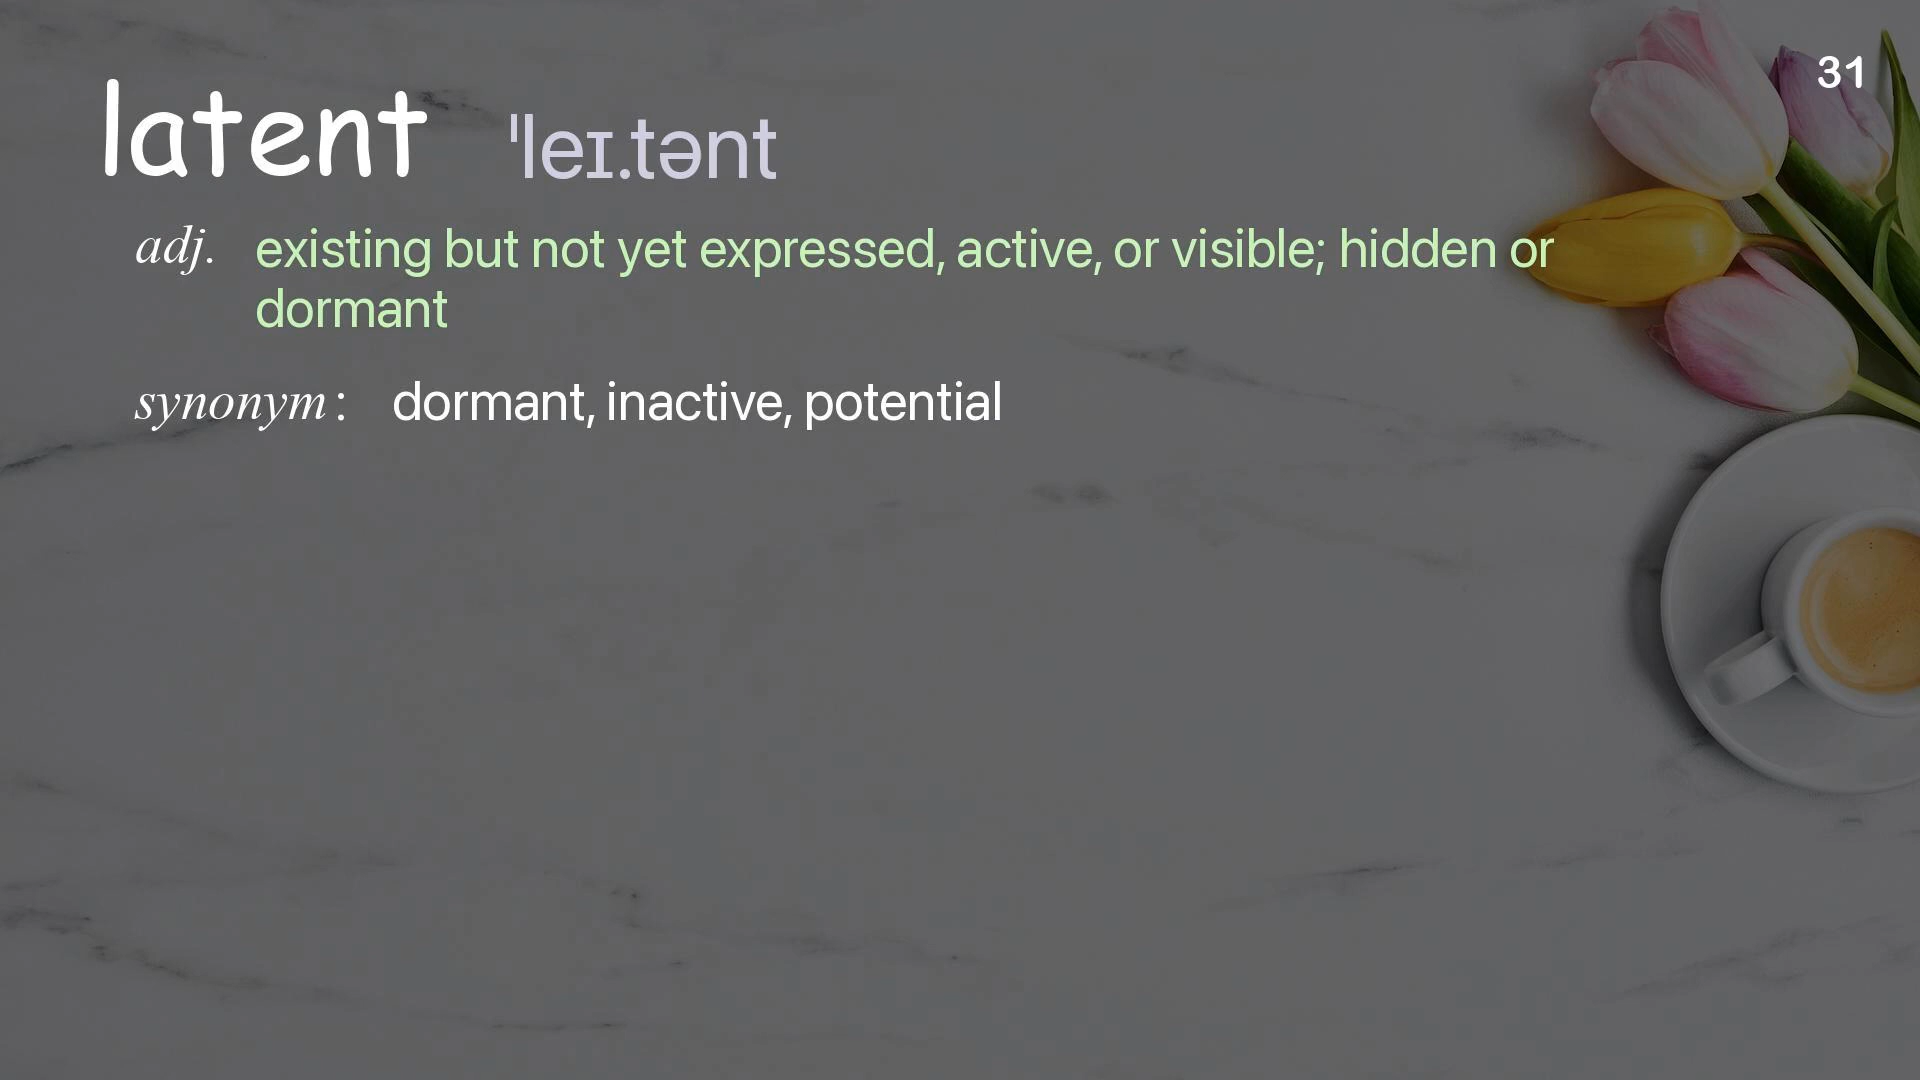 31
latent ˈleɪ.tənt
adj. existing but not yet expressed, active, or visible; hidden or
dormant
synonym : dormant, inactive, potential